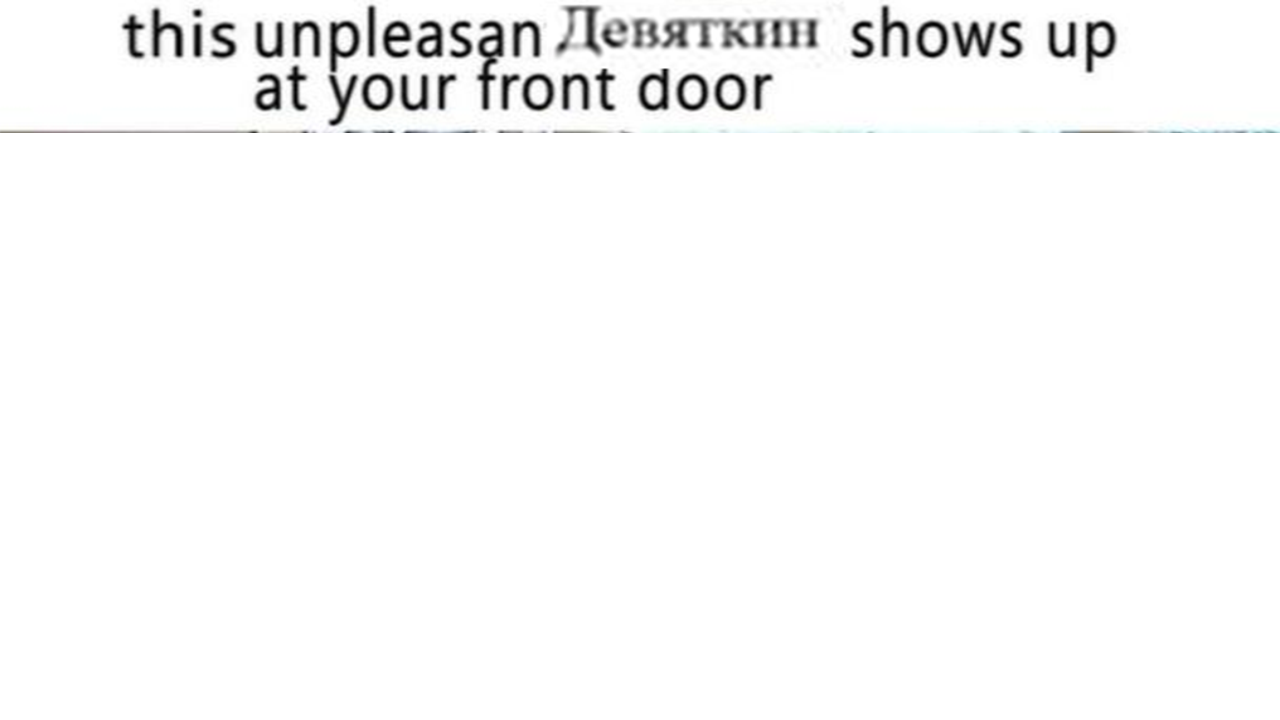 this unpleasan Девяткин shows up
at your front door